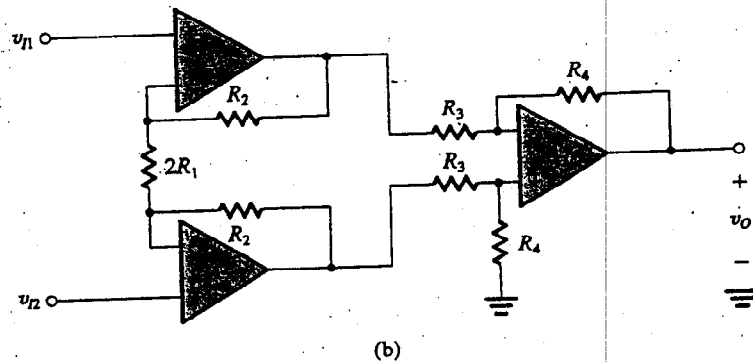 v_I1
R_2
R_4
R_3
2R_1
R_3
R_2
R_4
+
v_O
−
v_I2
(b)